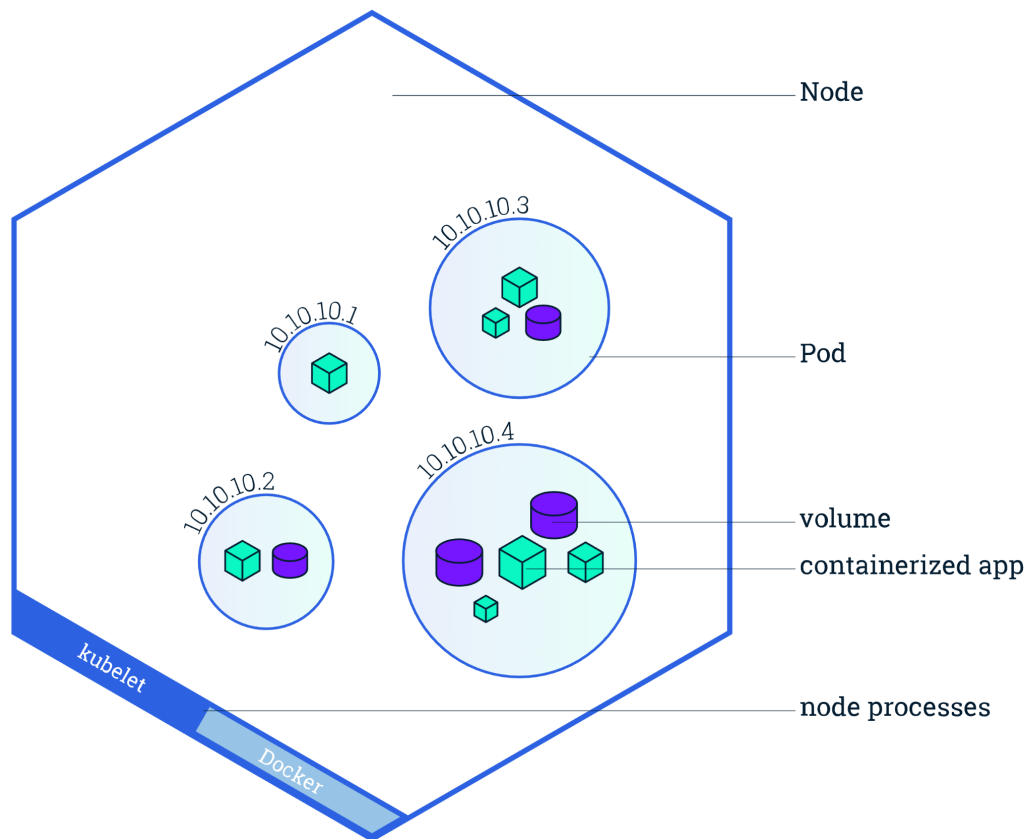 Node
10.10.10.3
10.10.10.1
Pod
10.10.10.4
10.10.10.2
volume
containerized app
kubelet
node processes
Docker